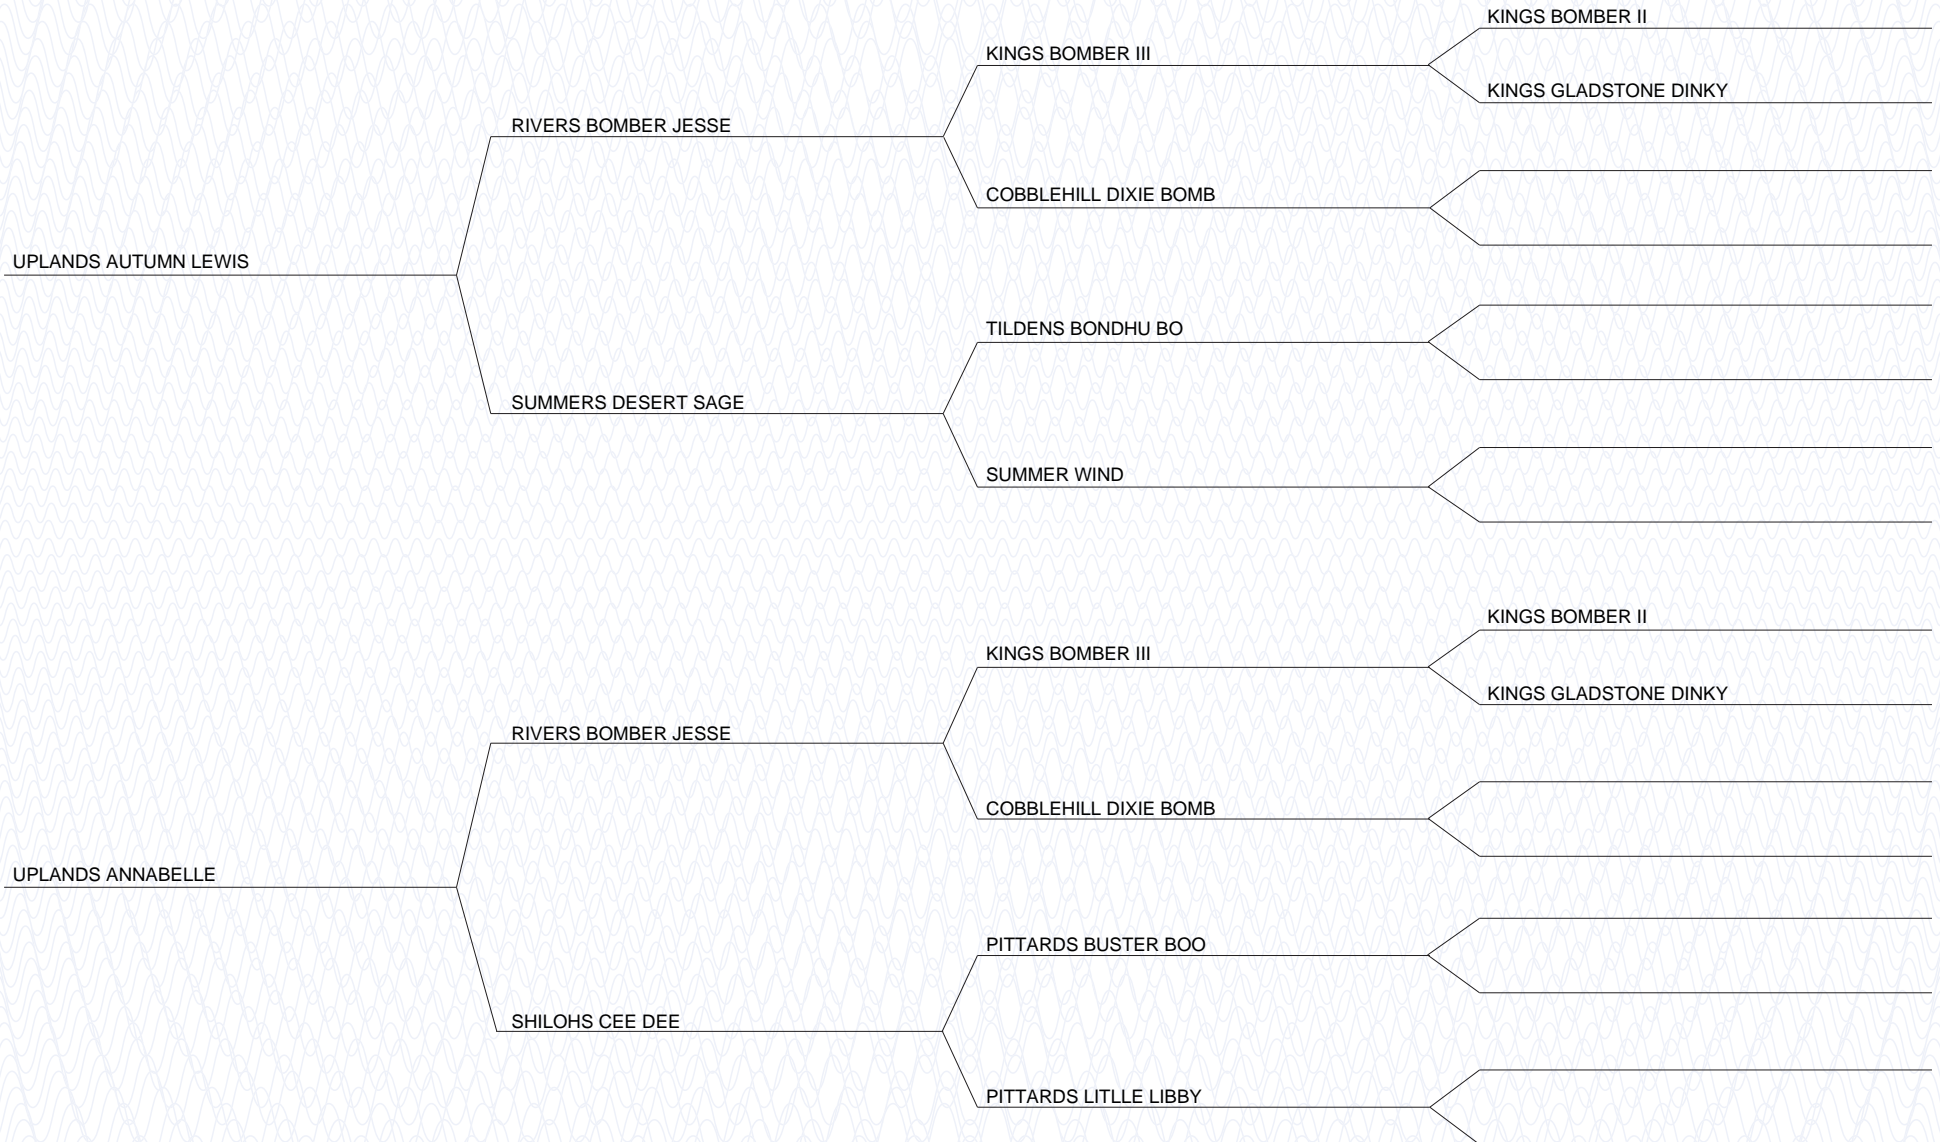 KINGS BOMBER II
KINGS BOMBER III
KINGS GLADSTONE DINKY
RIVERS BOMBER JESSE
COBBLEHILL DIXIE BOMB
UPLANDS AUTUMN LEWIS
TILDENS BONDHU BO
SUMMERS DESERT SAGE
SUMMER WIND
KINGS BOMBER II
KINGS BOMBER III
KINGS GLADSTONE DINKY
RIVERS BOMBER JESSE
COBBLEHILL DIXIE BOMB
UPLANDS ANNABELLE
PITTARDS BUSTER BOO
SHILOHS CEE DEE
PITTARDS LITLLE LIBBY